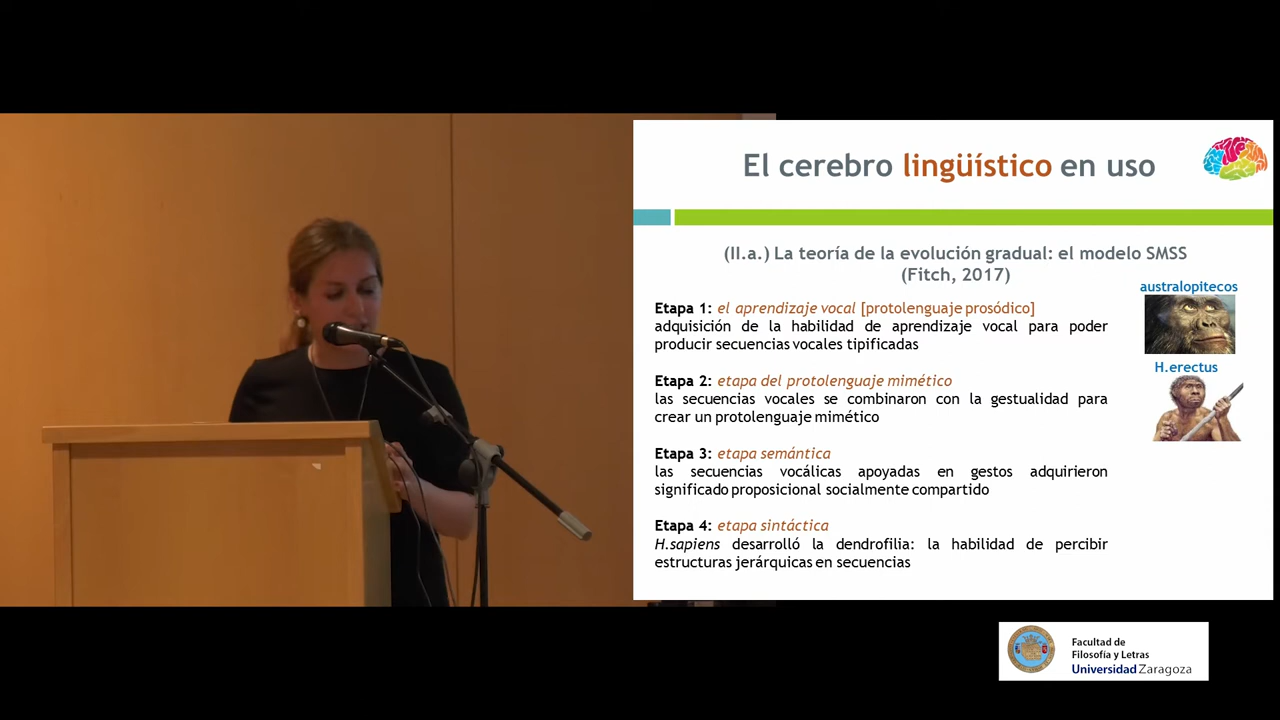 El cerebro lingüístico en uso
(II.a.) La teoría de la evolución gradual: el modelo SMSS
(Fitch, 2017)
Etapa 1: el aprendizaje vocal [protolenguaje prosódico]
adquisición de la habilidad de aprendizaje vocal para poder
producir secuencias vocales tipificadas
Etapa 2: etapa del protolenguaje mimético
las secuencias vocales se combinaron con la gestualidad para
crear un protolenguaje mimético
Etapa 3: etapa semántica
las secuencias vocálicas apoyadas en gestos adquirieron
significado proposicional socialmente compartido
Etapa 4: etapa sintáctica
H.sapiens desarrolló la dendrofilia: la habilidad de percibir
estructuras jerárquicas en secuencias
australopitecos
H.erectus
Facultad de
Filosofía y Letras
Universidad Zaragoza